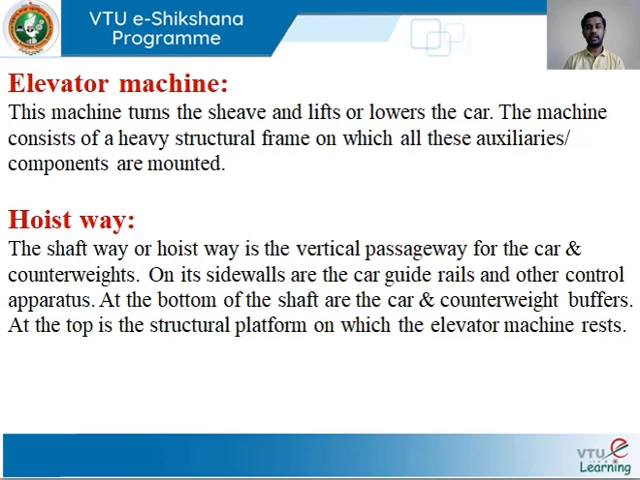 VTU e-Shikshana
Programme
Elevator machine:
This machine turns the sheave and lifts or lowers the car. The machine
consists of a heavy structural frame on which all these auxiliaries/
components are mounted.
Hoist way:
The shaft way or hoist way is the vertical passageway for the car &
counterweights. On its sidewalls are the car guide rails and other control
apparatus. At the bottom of the shaft are the car & counterweight buffers.
At the top is the structural platform on which the elevator machine rests.
VTU e
Learning